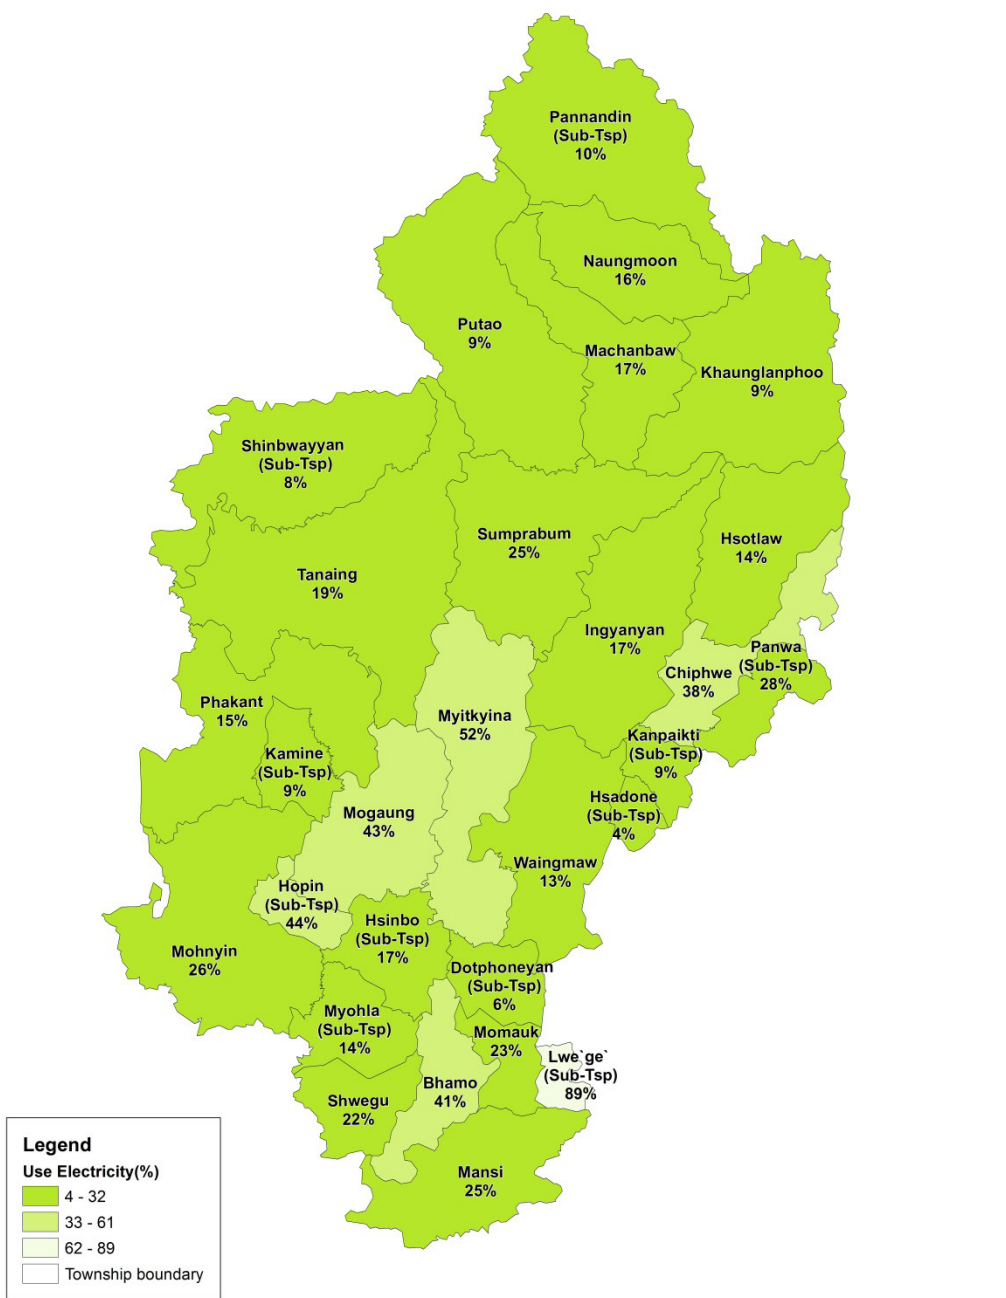 Pannandin
(Sub-Tsp)
10%
Naungmoon
16%
Putao
9%
Machanbaw
17%
Khaunglanphoo
9%
Shinbwayyan
(Sub-Tsp)
8%
Sumprabum
25%
Hsotlaw
14%
Tanaing
19%
Ingyanyan
17%
Panwa
(Sub-Tsp)
28%
Chiphwe
38%
Phakant
15%
Myitkyina
52%
Kanpaikti
(Sub-Tsp)
9%
Kamine
(Sub-Tsp)
9%
Hsadone
(Sub-Tsp)
4%
Mogaung
43%
Waingmaw
13%
Hopin
(Sub-Tsp)
44%
Hsinbo
(Sub-Tsp)
17%
Mohnyin
26%
Dotphoneyan
(Sub-Tsp)
6%
Myohla
(Sub-Tsp)
14%
Momauk
23%
Lwe`ge`
(Sub-Tsp)
89%
Bhamo
41%
Shwegu
22%
Mansi
25%
Legend
Use Electricity(%)
4 - 32
33 - 61
62 - 89
Township boundary